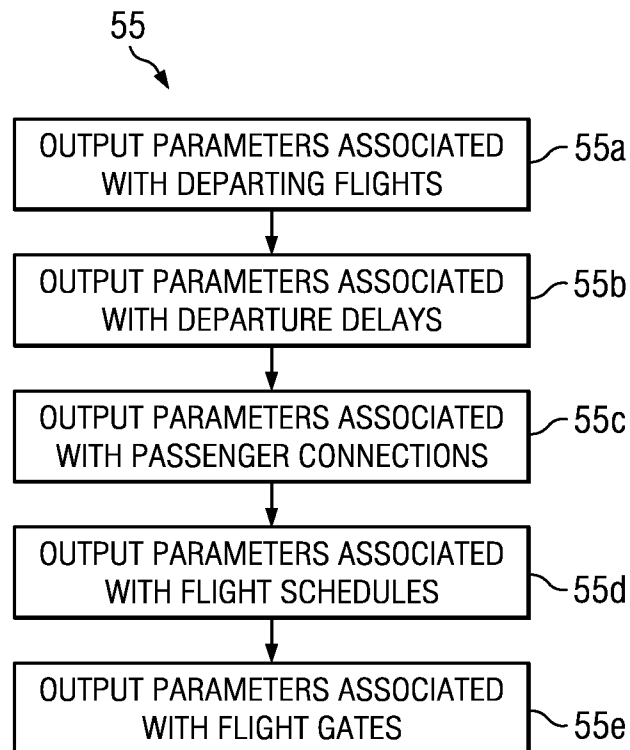 55
OUTPUT PARAMETERS ASSOCIATED
WITH DEPARTING FLIGHTS
55a
OUTPUT PARAMETERS ASSOCIATED
WITH DEPARTURE DELAYS
55b
OUTPUT PARAMETERS ASSOCIATED
WITH PASSENGER CONNECTIONS
55c
OUTPUT PARAMETERS ASSOCIATED
WITH FLIGHT SCHEDULES
55d
OUTPUT PARAMETERS ASSOCIATED
WITH FLIGHT GATES
55e